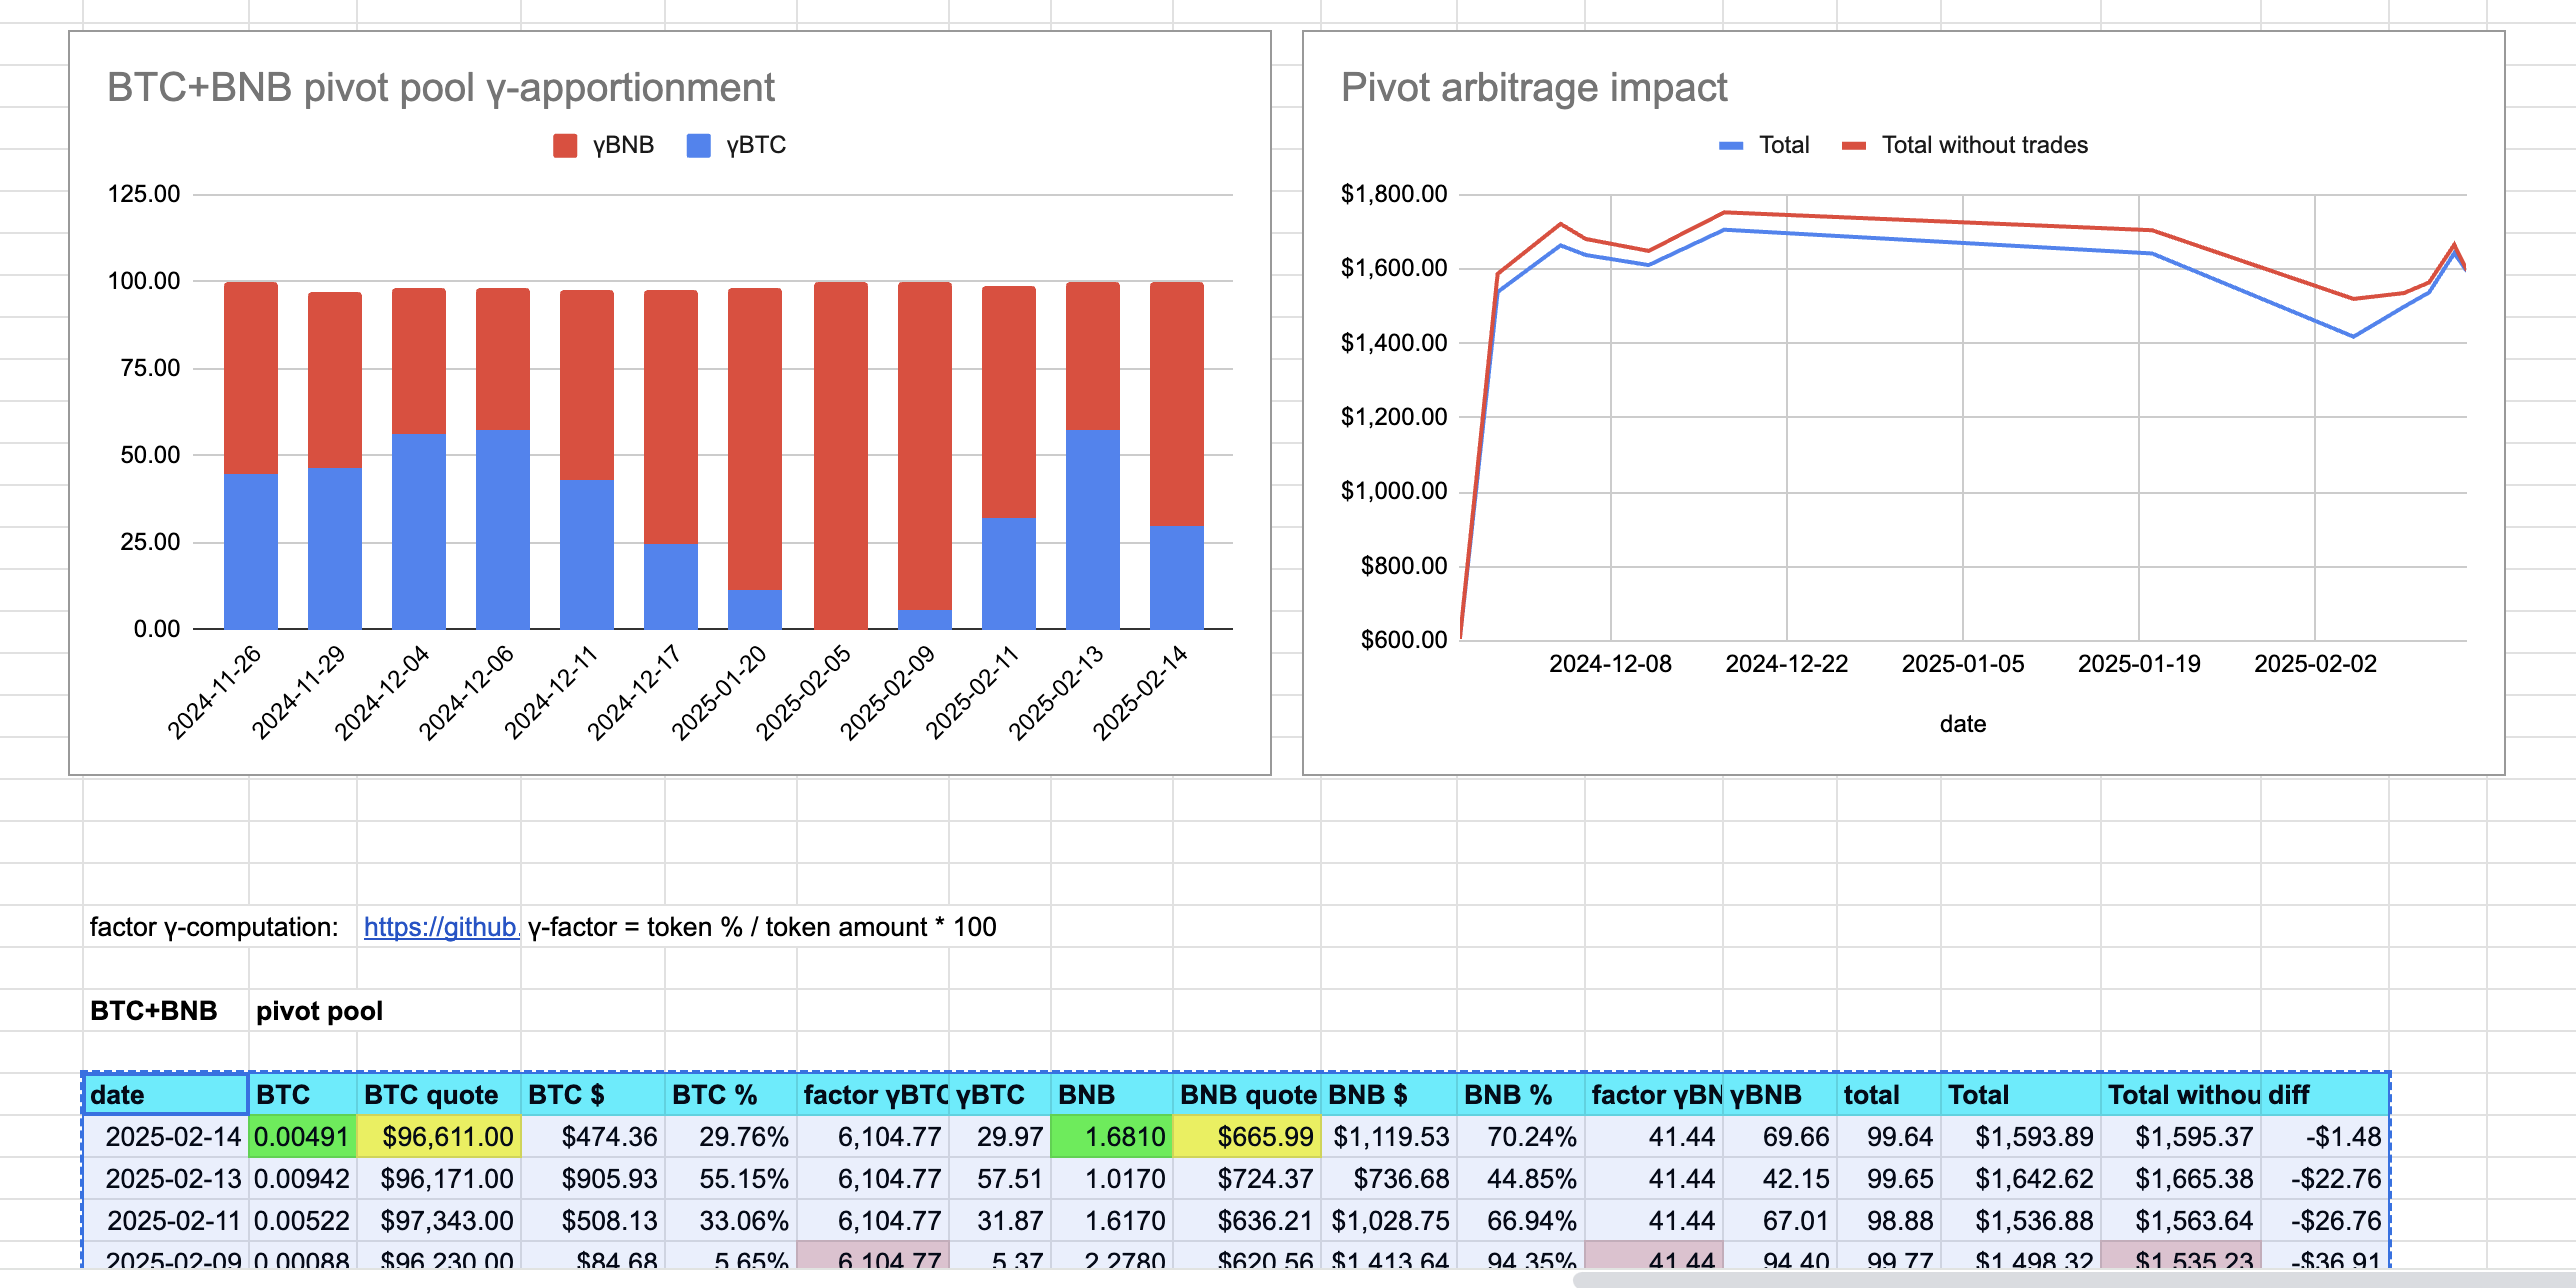 BTC+BNB pivot pool γ-apportionment
γBNB γBTC
125.00
100.00
75.00
50.00
25.00
0.00
2024-11-26 2024-11-29 2024-12-04 2024-12-06 2024-12-11 2024-12-17 2025-01-20 2025-02-05 2025-02-09 2025-02-11 2025-02-13 2025-02-14
Pivot arbitrage impact
Total Total without trades
$1,800.00
$1,600.00
$1,400.00
$1,200.00
$1,000.00
$800.00
$600.00
2024-12-08 2024-12-22 2025-01-05 2025-01-19 2025-02-02
date
factor γ-computation: https://github. γ-factor = token % / token amount * 100
BTC+BNB pivot pool
date BTC BTC quote BTC $ BTC % factor γBTC γBTC BNB BNB quote BNB $ BNB % factor γBN γBNB total Total Total withou diff
2025-02-14 0.00491 $96,611.00 $474.36 29.76% 6,104.77 29.97 1.6810 $665.99 $1,119.53 70.24% 41.44 69.66 99.64 $1,593.89 $1,595.37 -$1.48
2025-02-13 0.00942 $96,171.00 $905.93 55.15% 6,104.77 57.51 1.0170 $724.37 $736.68 44.85% 41.44 42.15 99.65 $1,642.62 $1,665.38 -$22.76
2025-02-11 0.00522 $97,343.00 $508.13 33.06% 6,104.77 31.87 1.6170 $636.21 $1,028.75 66.94% 41.44 67.01 98.88 $1,536.88 $1,563.64 -$26.76
2025-02-09 0.00088 $96,230.00 $84.68 5.65% 6,104.77 5.37 2.2780 $620.56 $1,413.64 94.35% 41.44 94.40 99.77 $1,498.32 $1,535.23 -$36.91